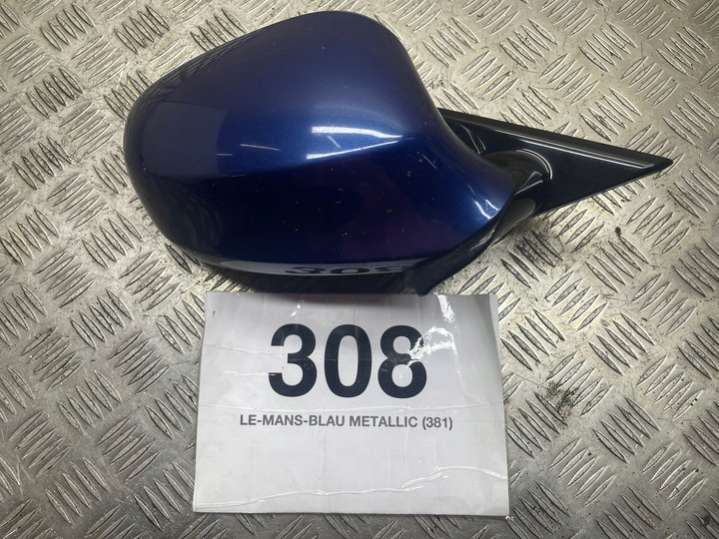 308
LE-MANS-BLAU METALLIC (381)